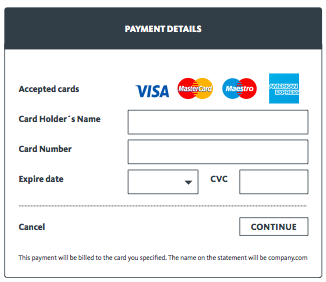 PAYMENT DETAILS
Accepted cards VISA MasterCard Maestro AMERICAN EXPRESS
Card Holder´s Name
Card Number
Expire date CVC
Cancel CONTINUE
This payment will be billed to the card you specified. The name on the statement will be company.com